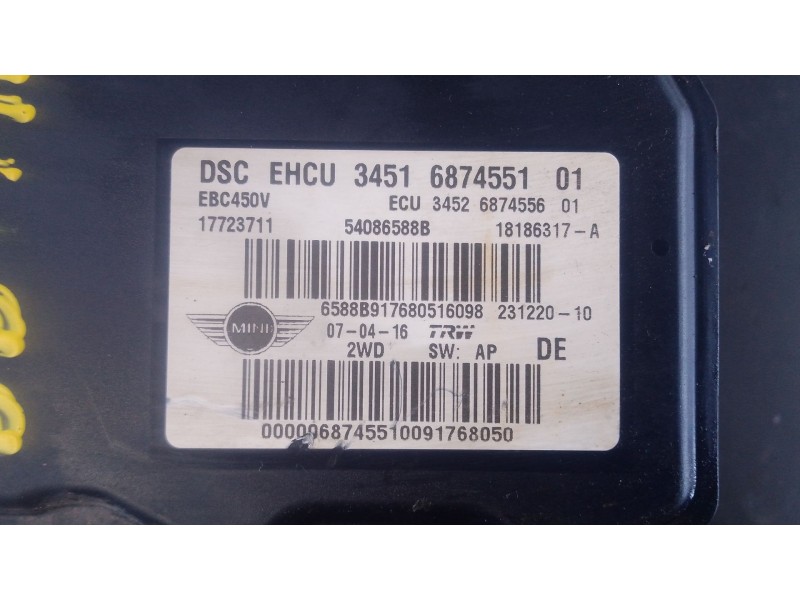 DSC EHCU 3451 6874551 01
EBC450V ECU 3452 6874556 01
17723711 54086588B 18186317-A
6588B917680516098 231220-10
MINI 07-04-16 TRW
2WD SW: AP DE
0000068745510091768050